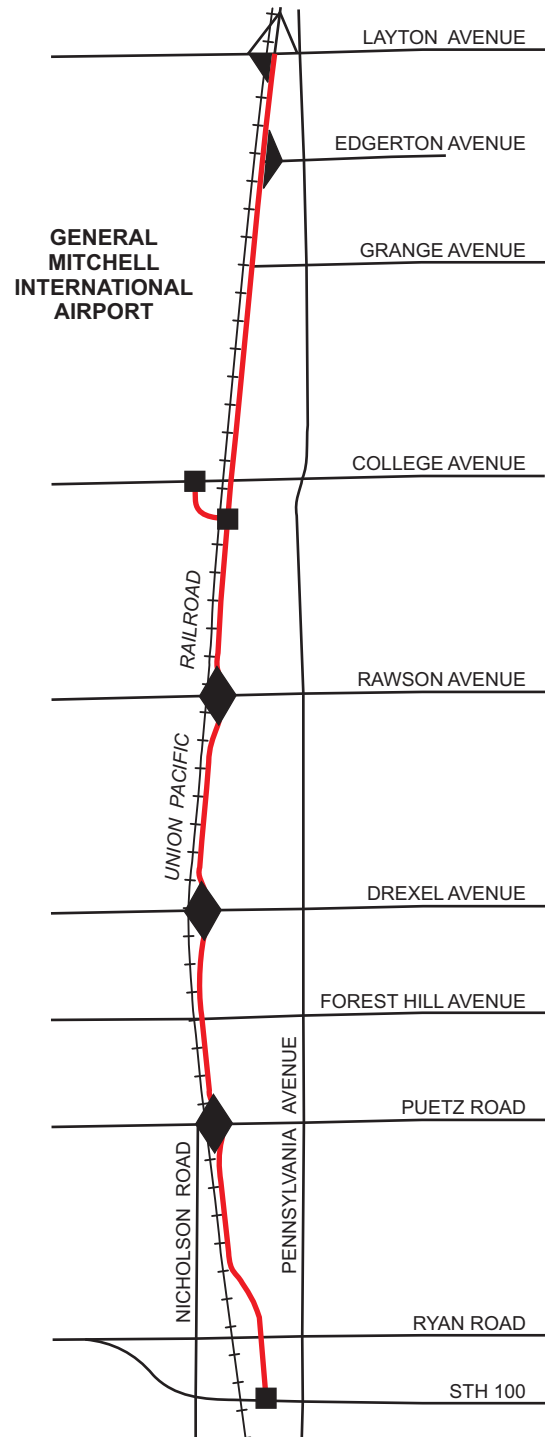 LAYTON AVENUE
EDGERTON AVENUE
GENERAL
MITCHELL
INTERNATIONAL
AIRPORT
GRANGE AVENUE
COLLEGE AVENUE
RAILROAD
RAWSON AVENUE
UNION PACIFIC
DREXEL AVENUE
FOREST HILL AVENUE
PENNSYLVANIA AVENUE
PUETZ ROAD
NICHOLSON ROAD
RYAN ROAD
STH 100